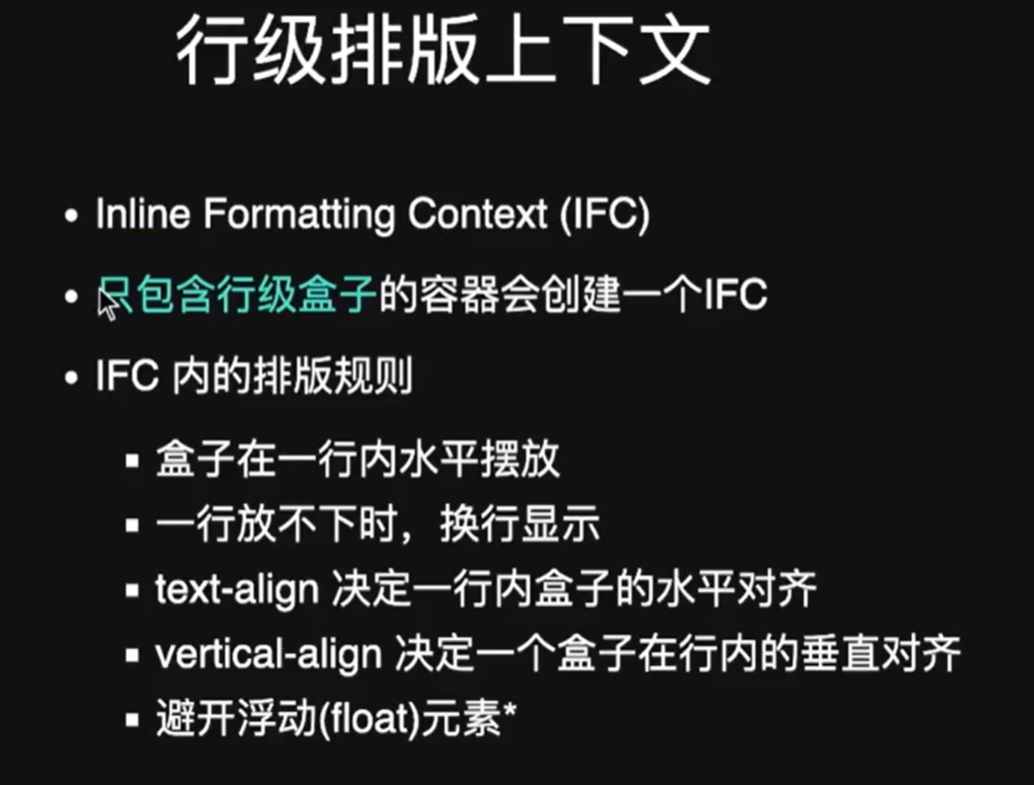 行级排版上下文
• Inline Formatting Context (IFC)
• 只包含行级盒子的容器会创建一个IFC
• IFC 内的排版规则
▪ 盒子在一行内水平摆放
▪ 一行放不下时，换行显示
▪ text-align 决定一行内盒子的水平对齐
▪ vertical-align 决定一个盒子在行内的垂直对齐
▪ 避开浮动(float)元素*